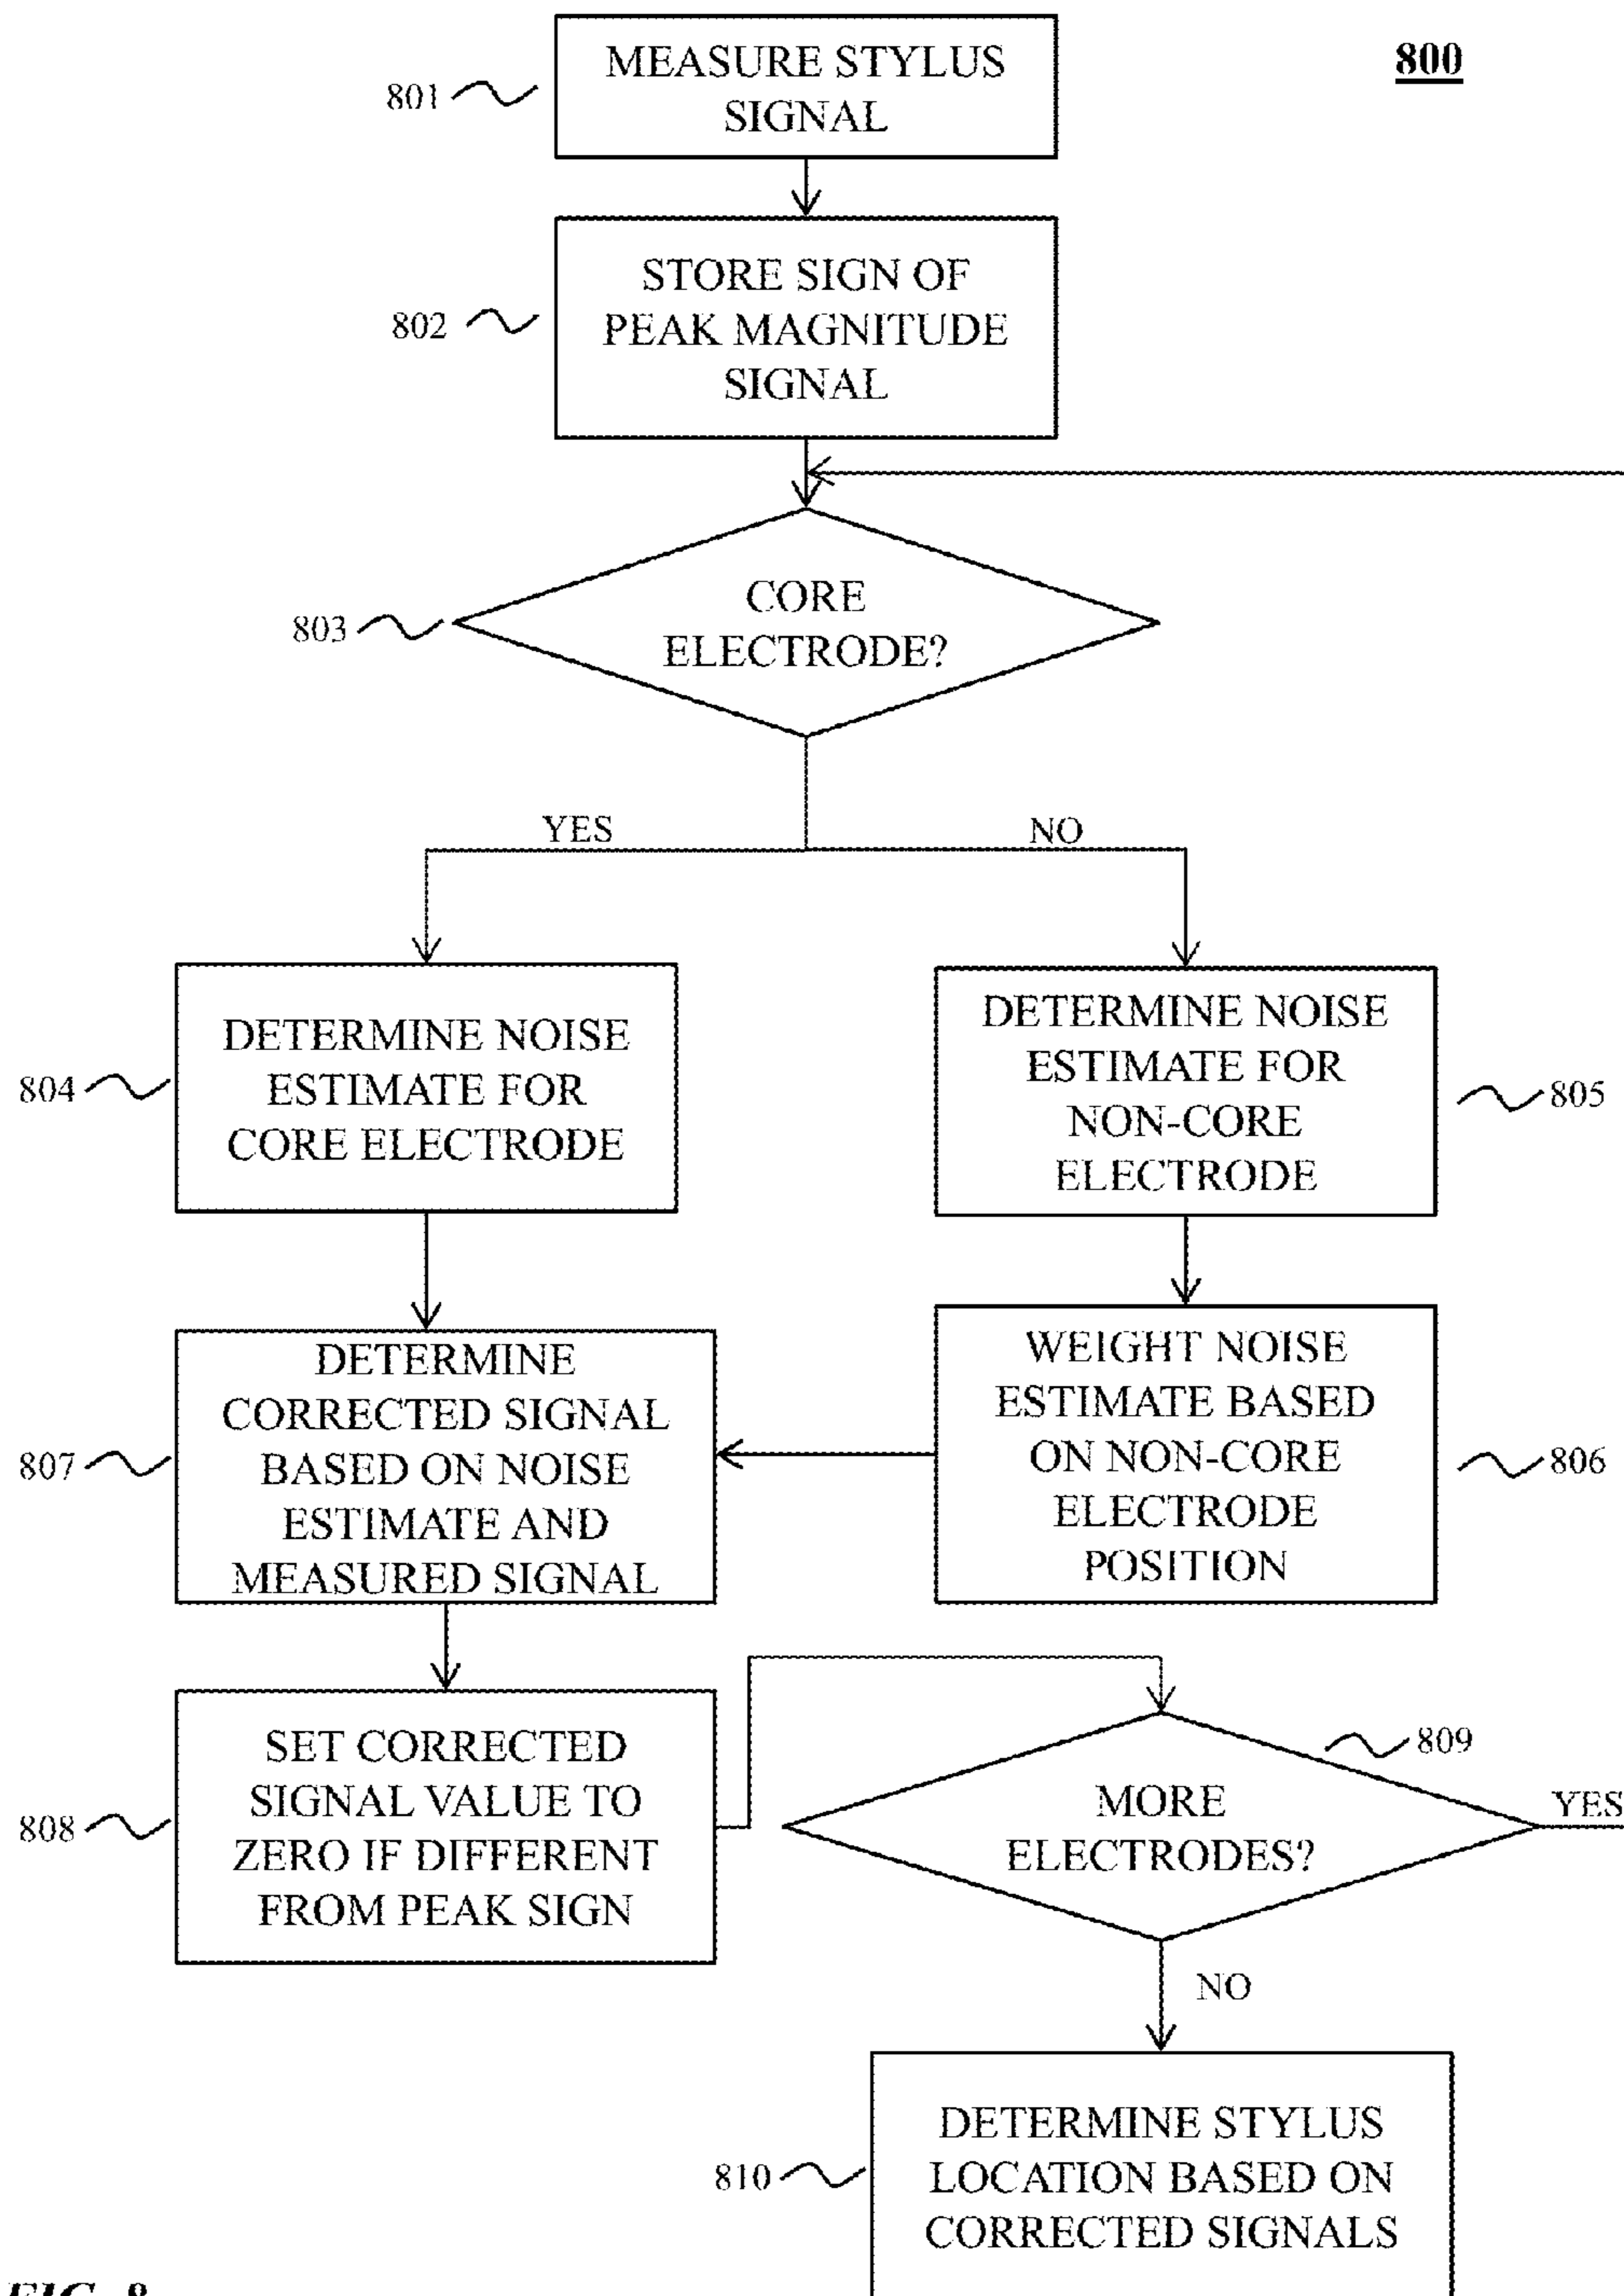 800
801
MEASURE STYLUS
SIGNAL
802
STORE SIGN OF
PEAK MAGNITUDE
SIGNAL
803
CORE
ELECTRODE?
YES
NO
804
DETERMINE NOISE
ESTIMATE FOR
CORE ELECTRODE
DETERMINE NOISE
ESTIMATE FOR
NON-CORE
ELECTRODE
805
807
DETERMINE
CORRECTED SIGNAL
BASED ON NOISE
ESTIMATE AND
MEASURED SIGNAL
WEIGHT NOISE
ESTIMATE BASED
ON NON-CORE
ELECTRODE
POSITION
806
808
SET CORRECTED
SIGNAL VALUE TO
ZERO IF DIFFERENT
FROM PEAK SIGN
809
MORE
ELECTRODES?
YES
NO
810
DETERMINE STYLUS
LOCATION BASED ON
CORRECTED SIGNALS
FIG. 8